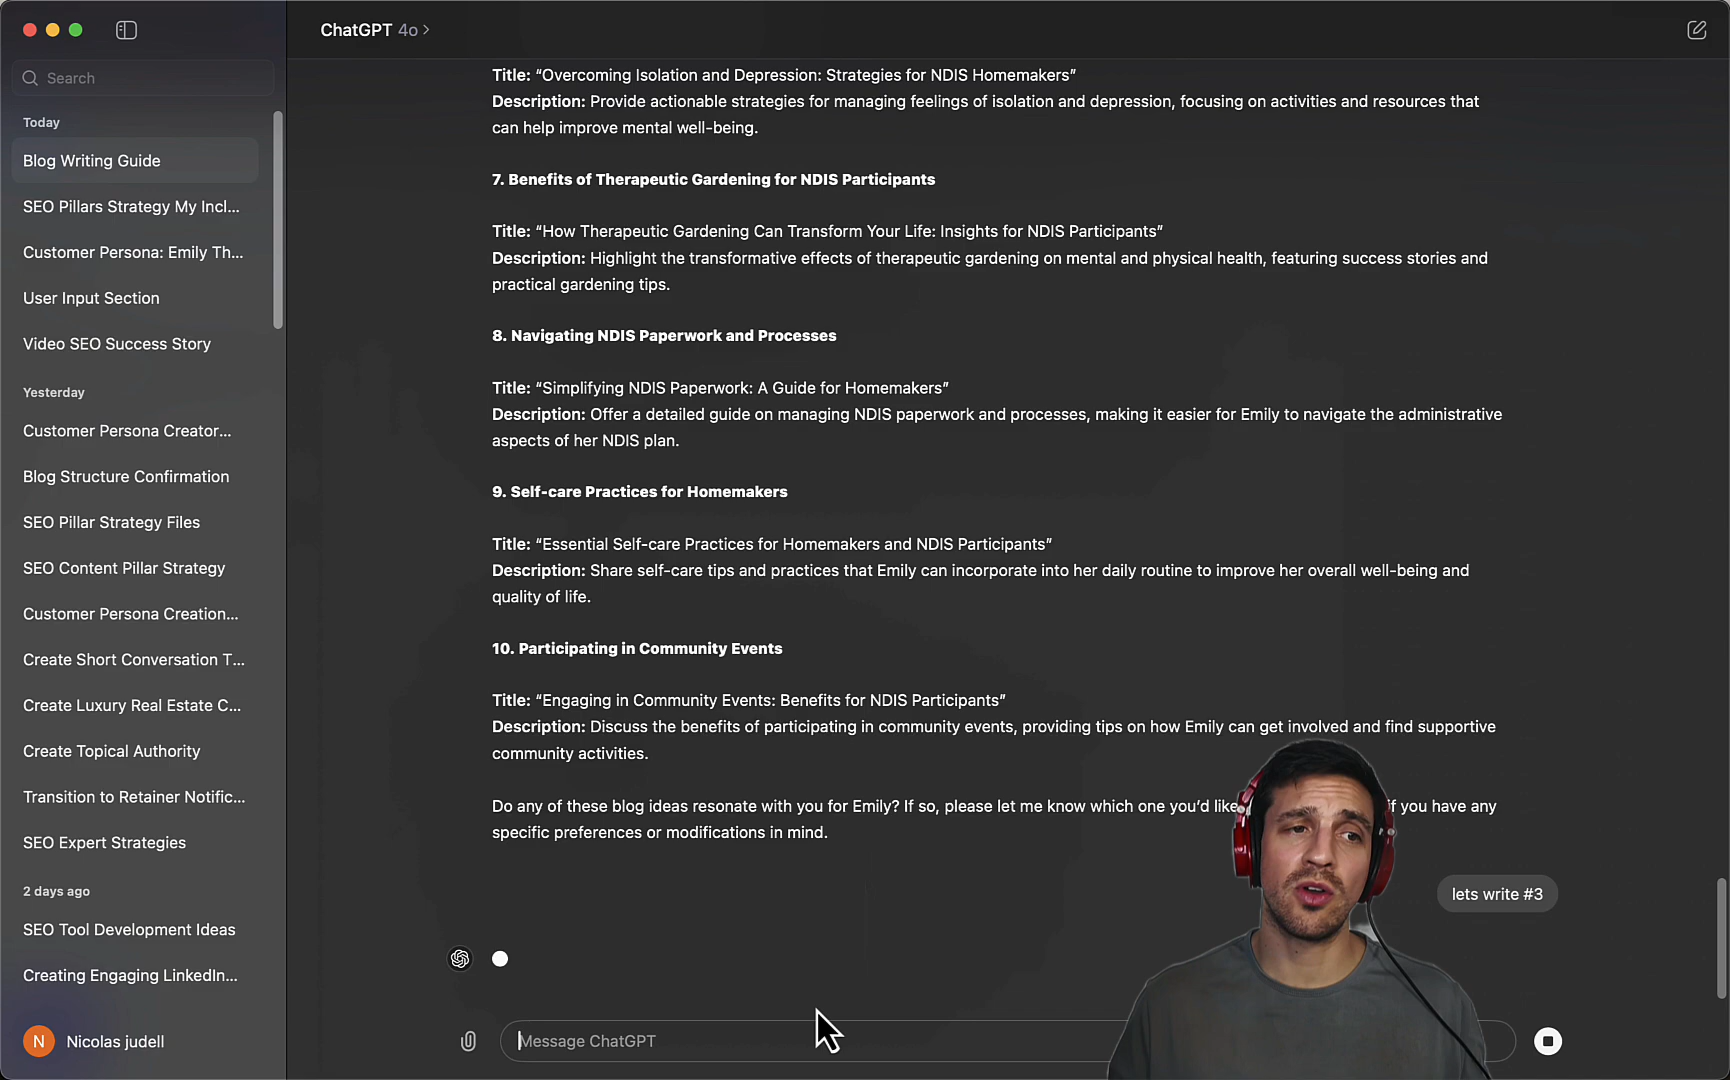 ChatGPT 4o >
Search
Today
Blog Writing Guide
SEO Pillars Strategy My Incl...
Customer Persona: Emily Th...
User Input Section
Video SEO Success Story
Yesterday
Customer Persona Creator...
Blog Structure Confirmation
SEO Pillar Strategy Files
SEO Content Pillar Strategy
Customer Persona Creation...
Create Short Conversation T...
Create Luxury Real Estate C...
Create Topical Authority
Transition to Retainer Notific...
SEO Expert Strategies
2 days ago
SEO Tool Development Ideas
Creating Engaging LinkedIn...
N Nicolas judell
Title: “Overcoming Isolation and Depression: Strategies for NDIS Homemakers”
Description: Provide actionable strategies for managing feelings of isolation and depression, focusing on activities and resources that
can help improve mental well-being.
7. Benefits of Therapeutic Gardening for NDIS Participants
Title: “How Therapeutic Gardening Can Transform Your Life: Insights for NDIS Participants”
Description: Highlight the transformative effects of therapeutic gardening on mental and physical health, featuring success stories and
practical gardening tips.
8. Navigating NDIS Paperwork and Processes
Title: “Simplifying NDIS Paperwork: A Guide for Homemakers”
Description: Offer a detailed guide on managing NDIS paperwork and processes, making it easier for Emily to navigate the administrative
aspects of her NDIS plan.
9. Self-care Practices for Homemakers
Title: “Essential Self-care Practices for Homemakers and NDIS Participants”
Description: Share self-care tips and practices that Emily can incorporate into her daily routine to improve her overall well-being and
quality of life.
10. Participating in Community Events
Title: “Engaging in Community Events: Benefits for NDIS Participants”
Description: Discuss the benefits of participating in community events, providing tips on how Emily can get involved and find supportive
community activities.
Do any of these blog ideas resonate with you for Emily? If so, please let me know which one you’d like if you have any
specific preferences or modifications in mind.
lets write #3
Message ChatGPT